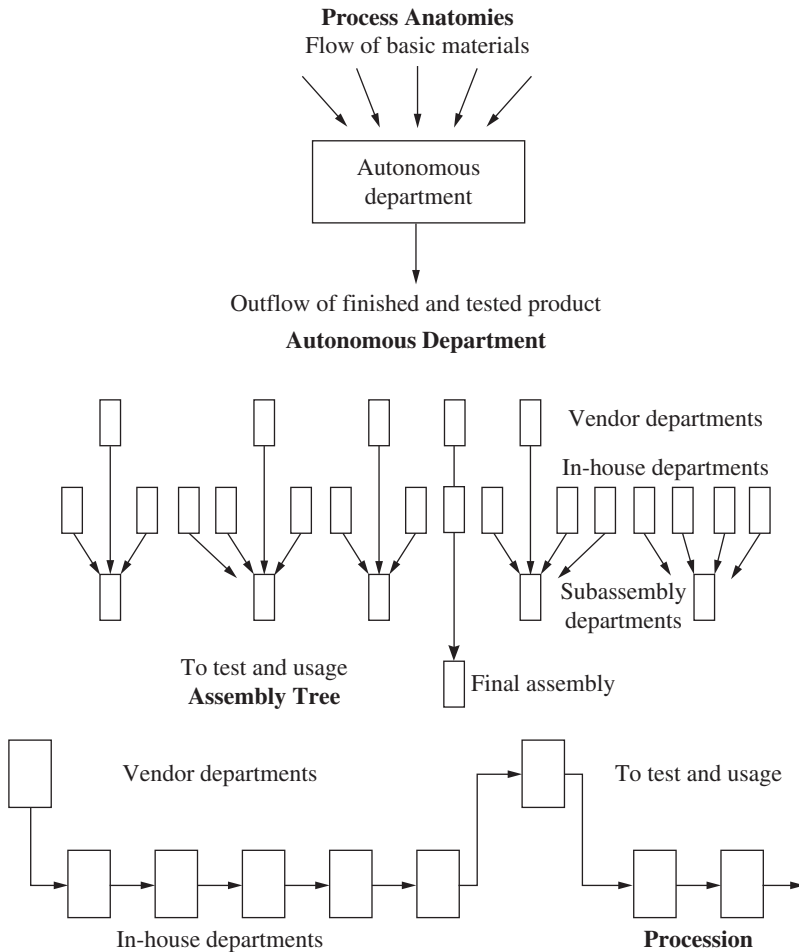 Process Anatomies
Flow of basic materials
Autonomous
department
Outflow of finished and tested product
Autonomous Department
Vendor departments
In-house departments
Subassembly
departments
To test and usage
Assembly Tree
Final assembly
Vendor departments
To test and usage
In-house departments
Procession